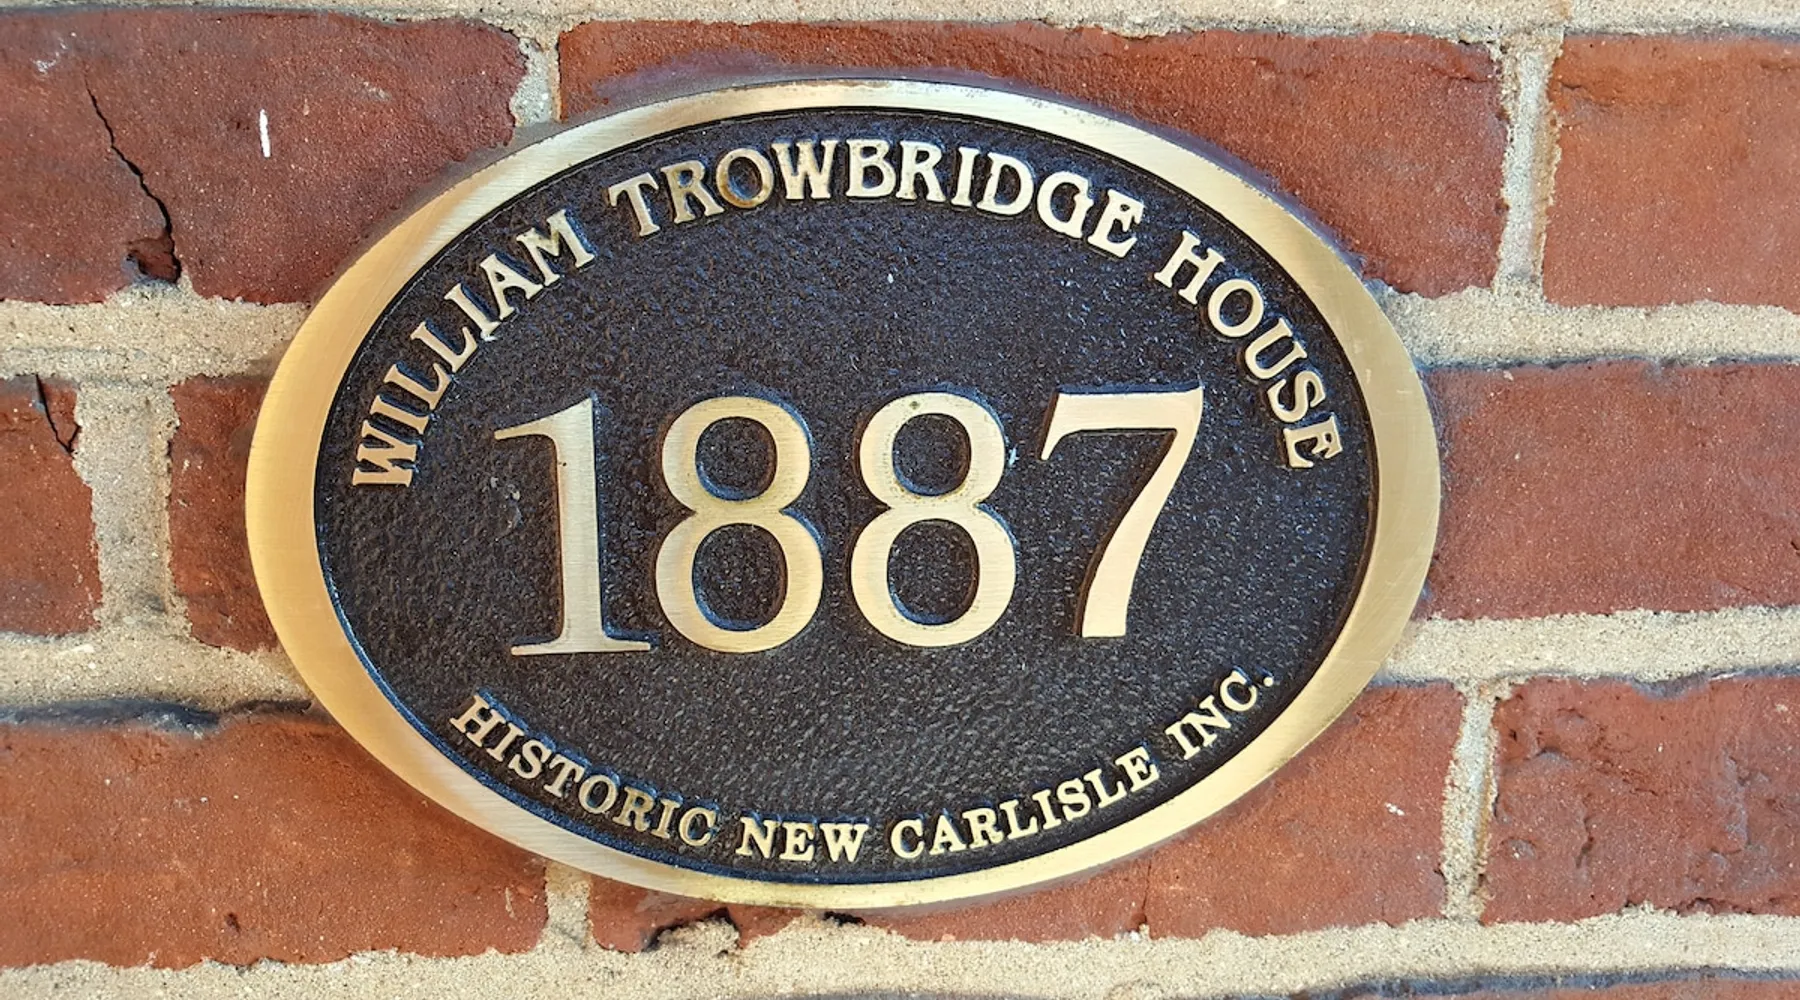 WILLIAM TROWBRIDGE HOUSE
1887
HISTORIC NEW CARLISLE INC.